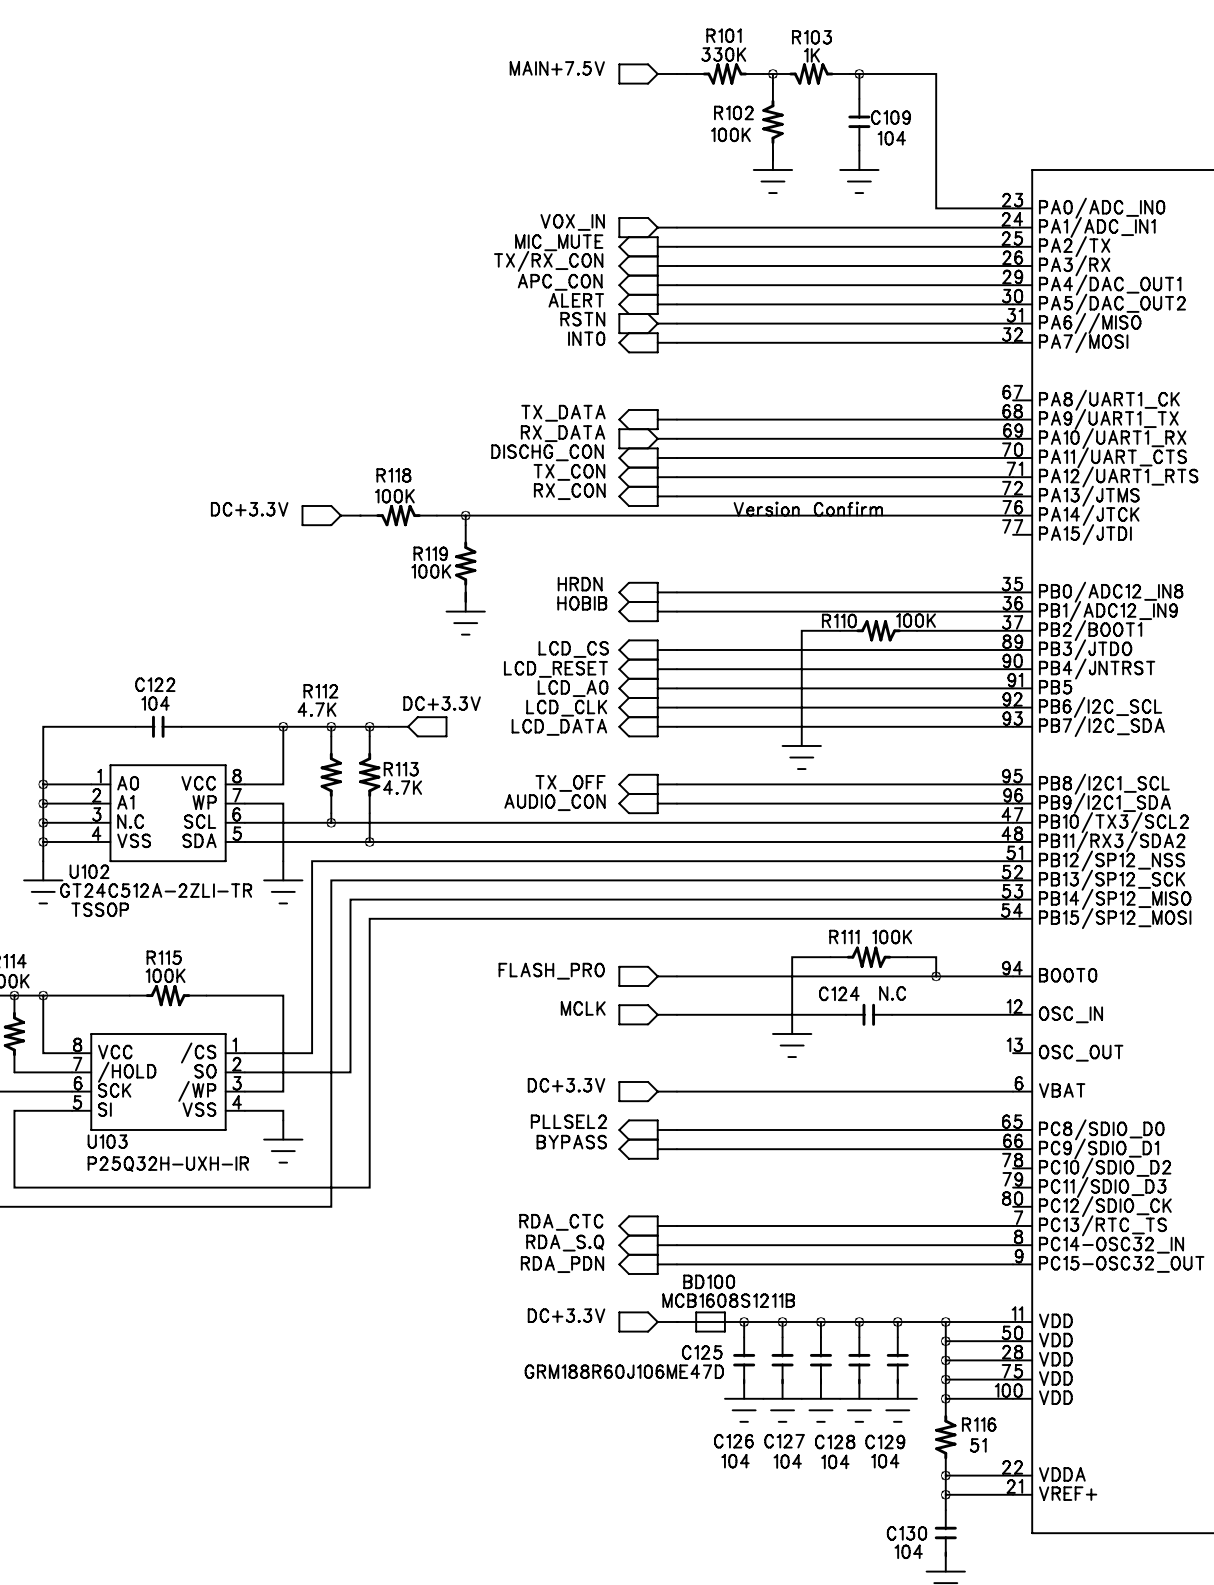 R101
330K
R103
1K
MAIN+7.5V
R102
100K
C109
104
23 PA0/ADC_IN0
VOX_IN 24 PA1/ADC_IN1
MIC_MUTE 25 PA2/TX
TX/RX_CON 26 PA3/RX
APC_CON 29 PA4/DAC_OUT1
ALERT 30 PA5/DAC_OUT2
RSTN 31 PA6//MISO
INT0 32 PA7/MOSI
67 PA8/UART1_CK
TX_DATA 68 PA9/UART1_TX
RX_DATA 69 PA10/UART1_RX
DISCHG_CON 70 PA11/UART_CTS
TX_CON 71 PA12/UART1_RTS
RX_CON 72 PA13/JTMS
R118
100K
DC+3.3V Version Confirm 76 PA14/JTCK
77 PA15/JTDI
R119
100K
HRDN 35 PB0/ADC12_IN8
HOBIB 36 PB1/ADC12_IN9
R110 100K 37 PB2/BOOT1
LCD_CS 89 PB3/JTDO
LCD_RESET 90 PB4/JNTRST
LCD_A0 91 PB5
LCD_CLK 92 PB6/I2C_SCL
LCD_DATA 93 PB7/I2C_SDA
C122
104
R112
4.7K
DC+3.3V
R113
4.7K
1 A0 VCC 8
2 A1 WP 7
3 N.C SCL 6
4 VSS SDA 5
U102
GT24C512A-2ZLI-TR
TSSOP
TX_OFF 95 PB8/I2C1_SCL
AUDIO_CON 96 PB9/I2C1_SDA
47 PB10/TX3/SCL2
48 PB11/RX3/SDA2
51 PB12/SP12_NSS
52 PB13/SP12_SCK
53 PB14/SP12_MISO
54 PB15/SP12_MOSI
R111 100K
FLASH_PRO 94 BOOT0
C124 N.C
MCLK 12 OSC_IN
13 OSC_OUT
114
00K
R115
100K
8 VCC /CS 1
7 /HOLD SO 2
6 SCK /WP 3
5 SI VSS 4
U103
P25Q32H-UXH-IR
DC+3.3V 6 VBAT
PLLSEL2 65 PC8/SDIO_D0
BYPASS 66 PC9/SDIO_D1
78 PC10/SDIO_D2
79 PC11/SDIO_D3
80 PC12/SDIO_CK
RDA_CTC 7 PC13/RTC_TS
RDA_S.Q 8 PC14-OSC32_IN
RDA_PDN 9 PC15-OSC32_OUT
BD100
MCB1608S1211B
DC+3.3V 11 VDD
50 VDD
28 VDD
75 VDD
100 VDD
C125
GRM188R60J106ME47D
C126 C127 C128 C129
104 104 104 104
R116
51
22 VDDA
21 VREF+
C130
104